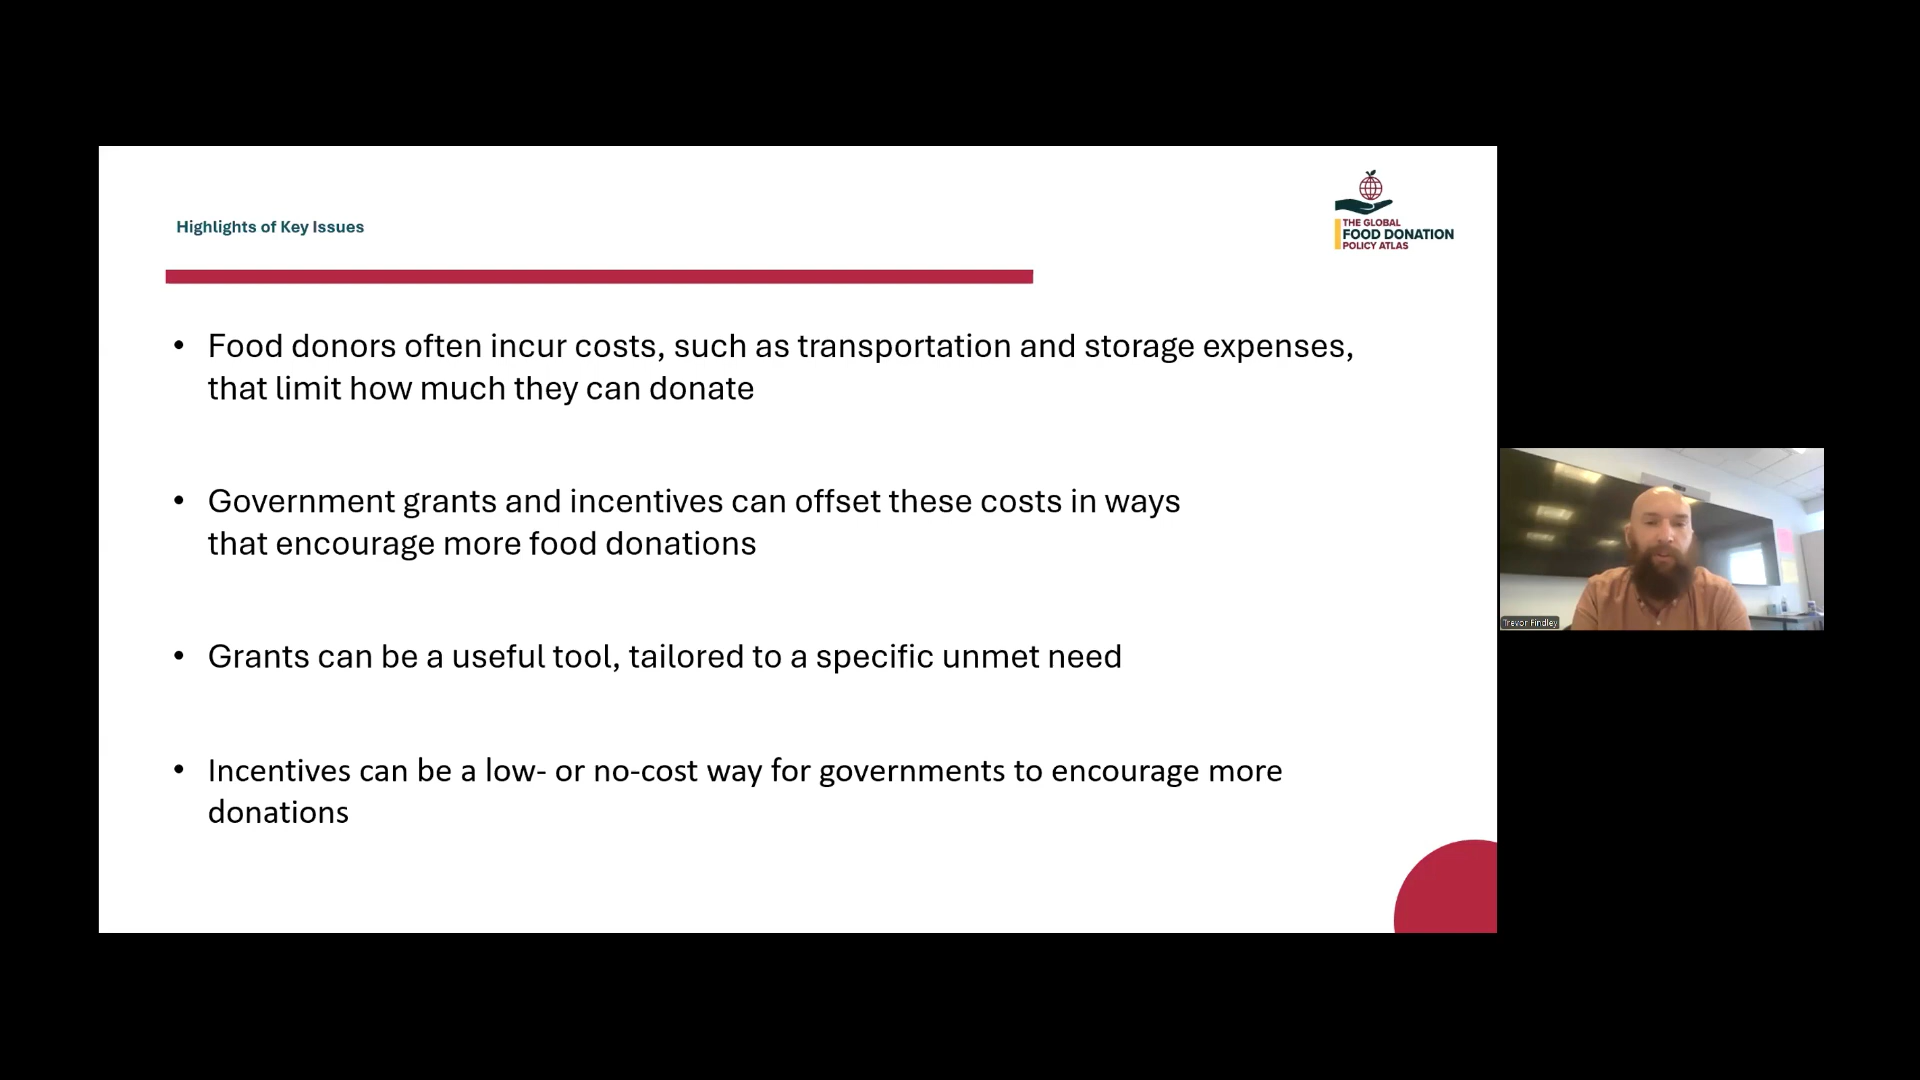 Highlights of Key Issues
THE GLOBAL
FOOD DONATION
POLICY ATLAS
• Food donors often incur costs, such as transportation and storage expenses,
that limit how much they can donate
• Government grants and incentives can offset these costs in ways
that encourage more food donations
• Grants can be a useful tool, tailored to a specific unmet need
• Incentives can be a low- or no-cost way for governments to encourage more
donations
Trevor Findley